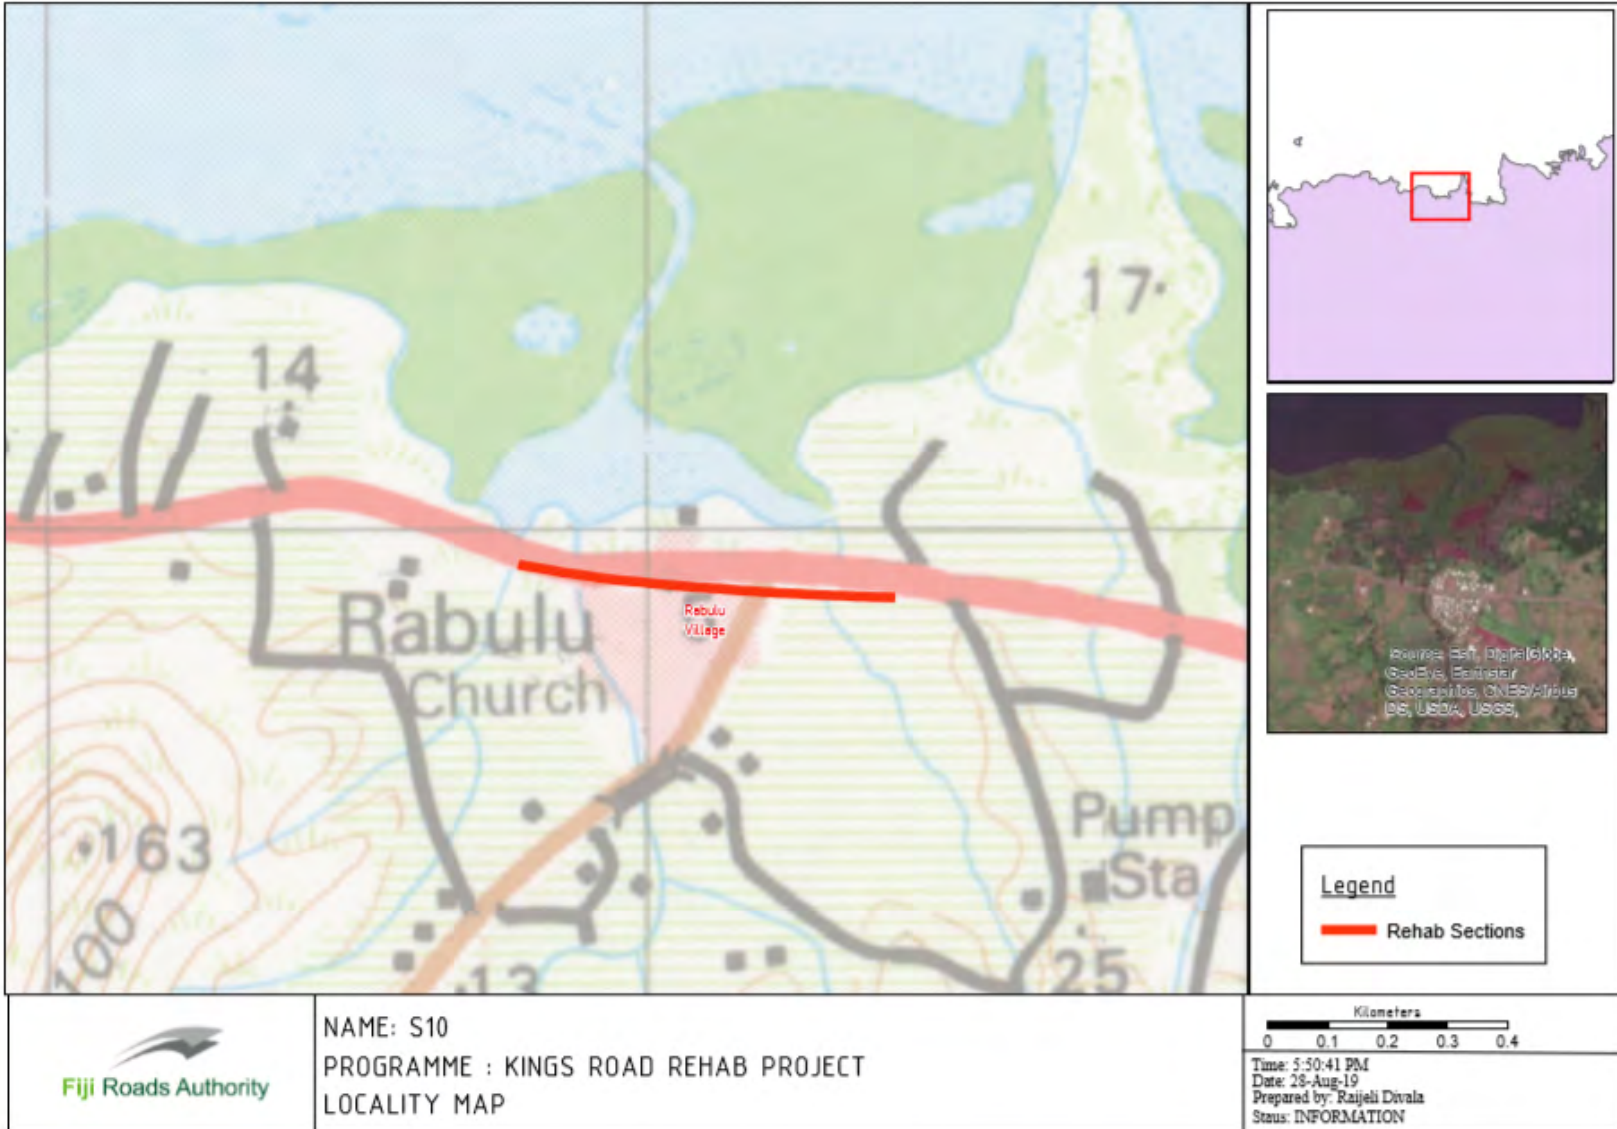 17
14
Rabulu
Church
Rabulu
Village
163
100
13
Pump
Sta
25
Source: Esri, DigitalGlobe,
GeoEye, Earthstar
Geographics, CNES/Airbus
DS, USDA, USGS,
Legend
Rehab Sections
Fiji Roads Authority
NAME: S10
PROGRAMME : KINGS ROAD REHAB PROJECT
LOCALITY MAP
Kilometers
0 0.1 0.2 0.3 0.4
Time: 5:50:41 PM
Date: 28-Aug-19
Prepared by: Raijeli Divala
Staus: INFORMATION